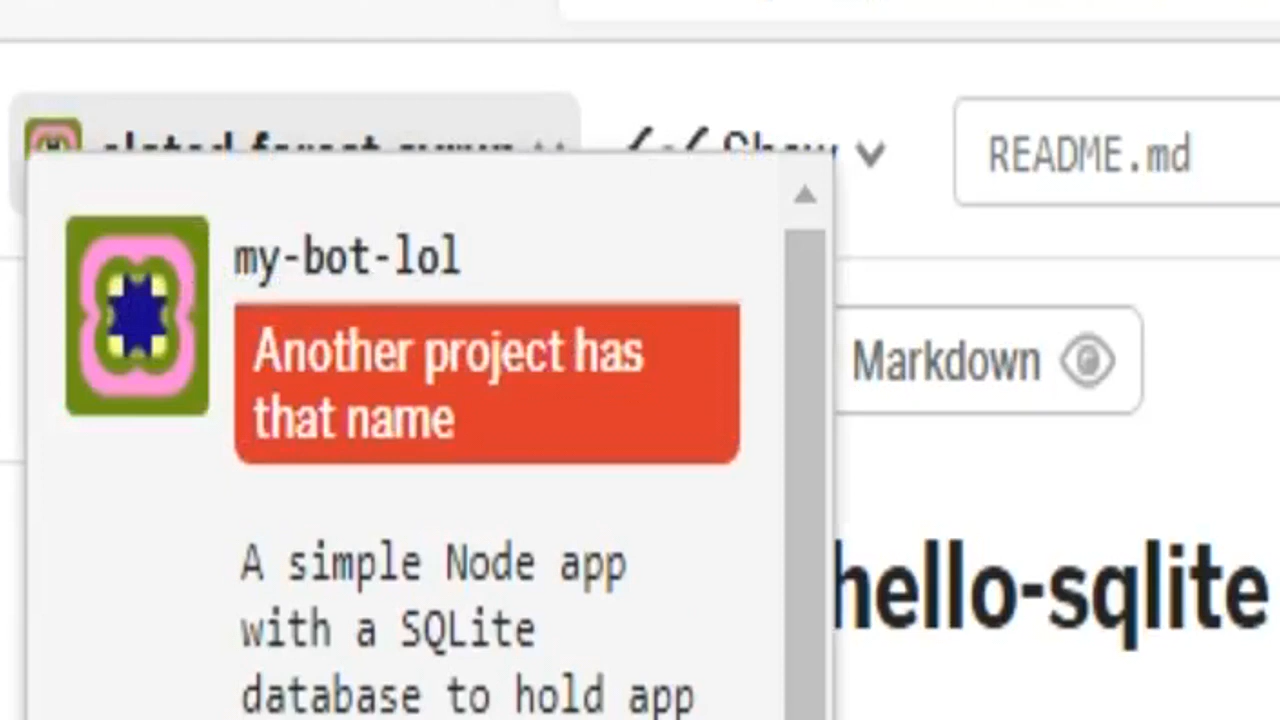 Show
README.md
my-bot-lol
Another project has
that name
Markdown
A simple Node app
with a SQLite
database to hold app
hello-sqlite